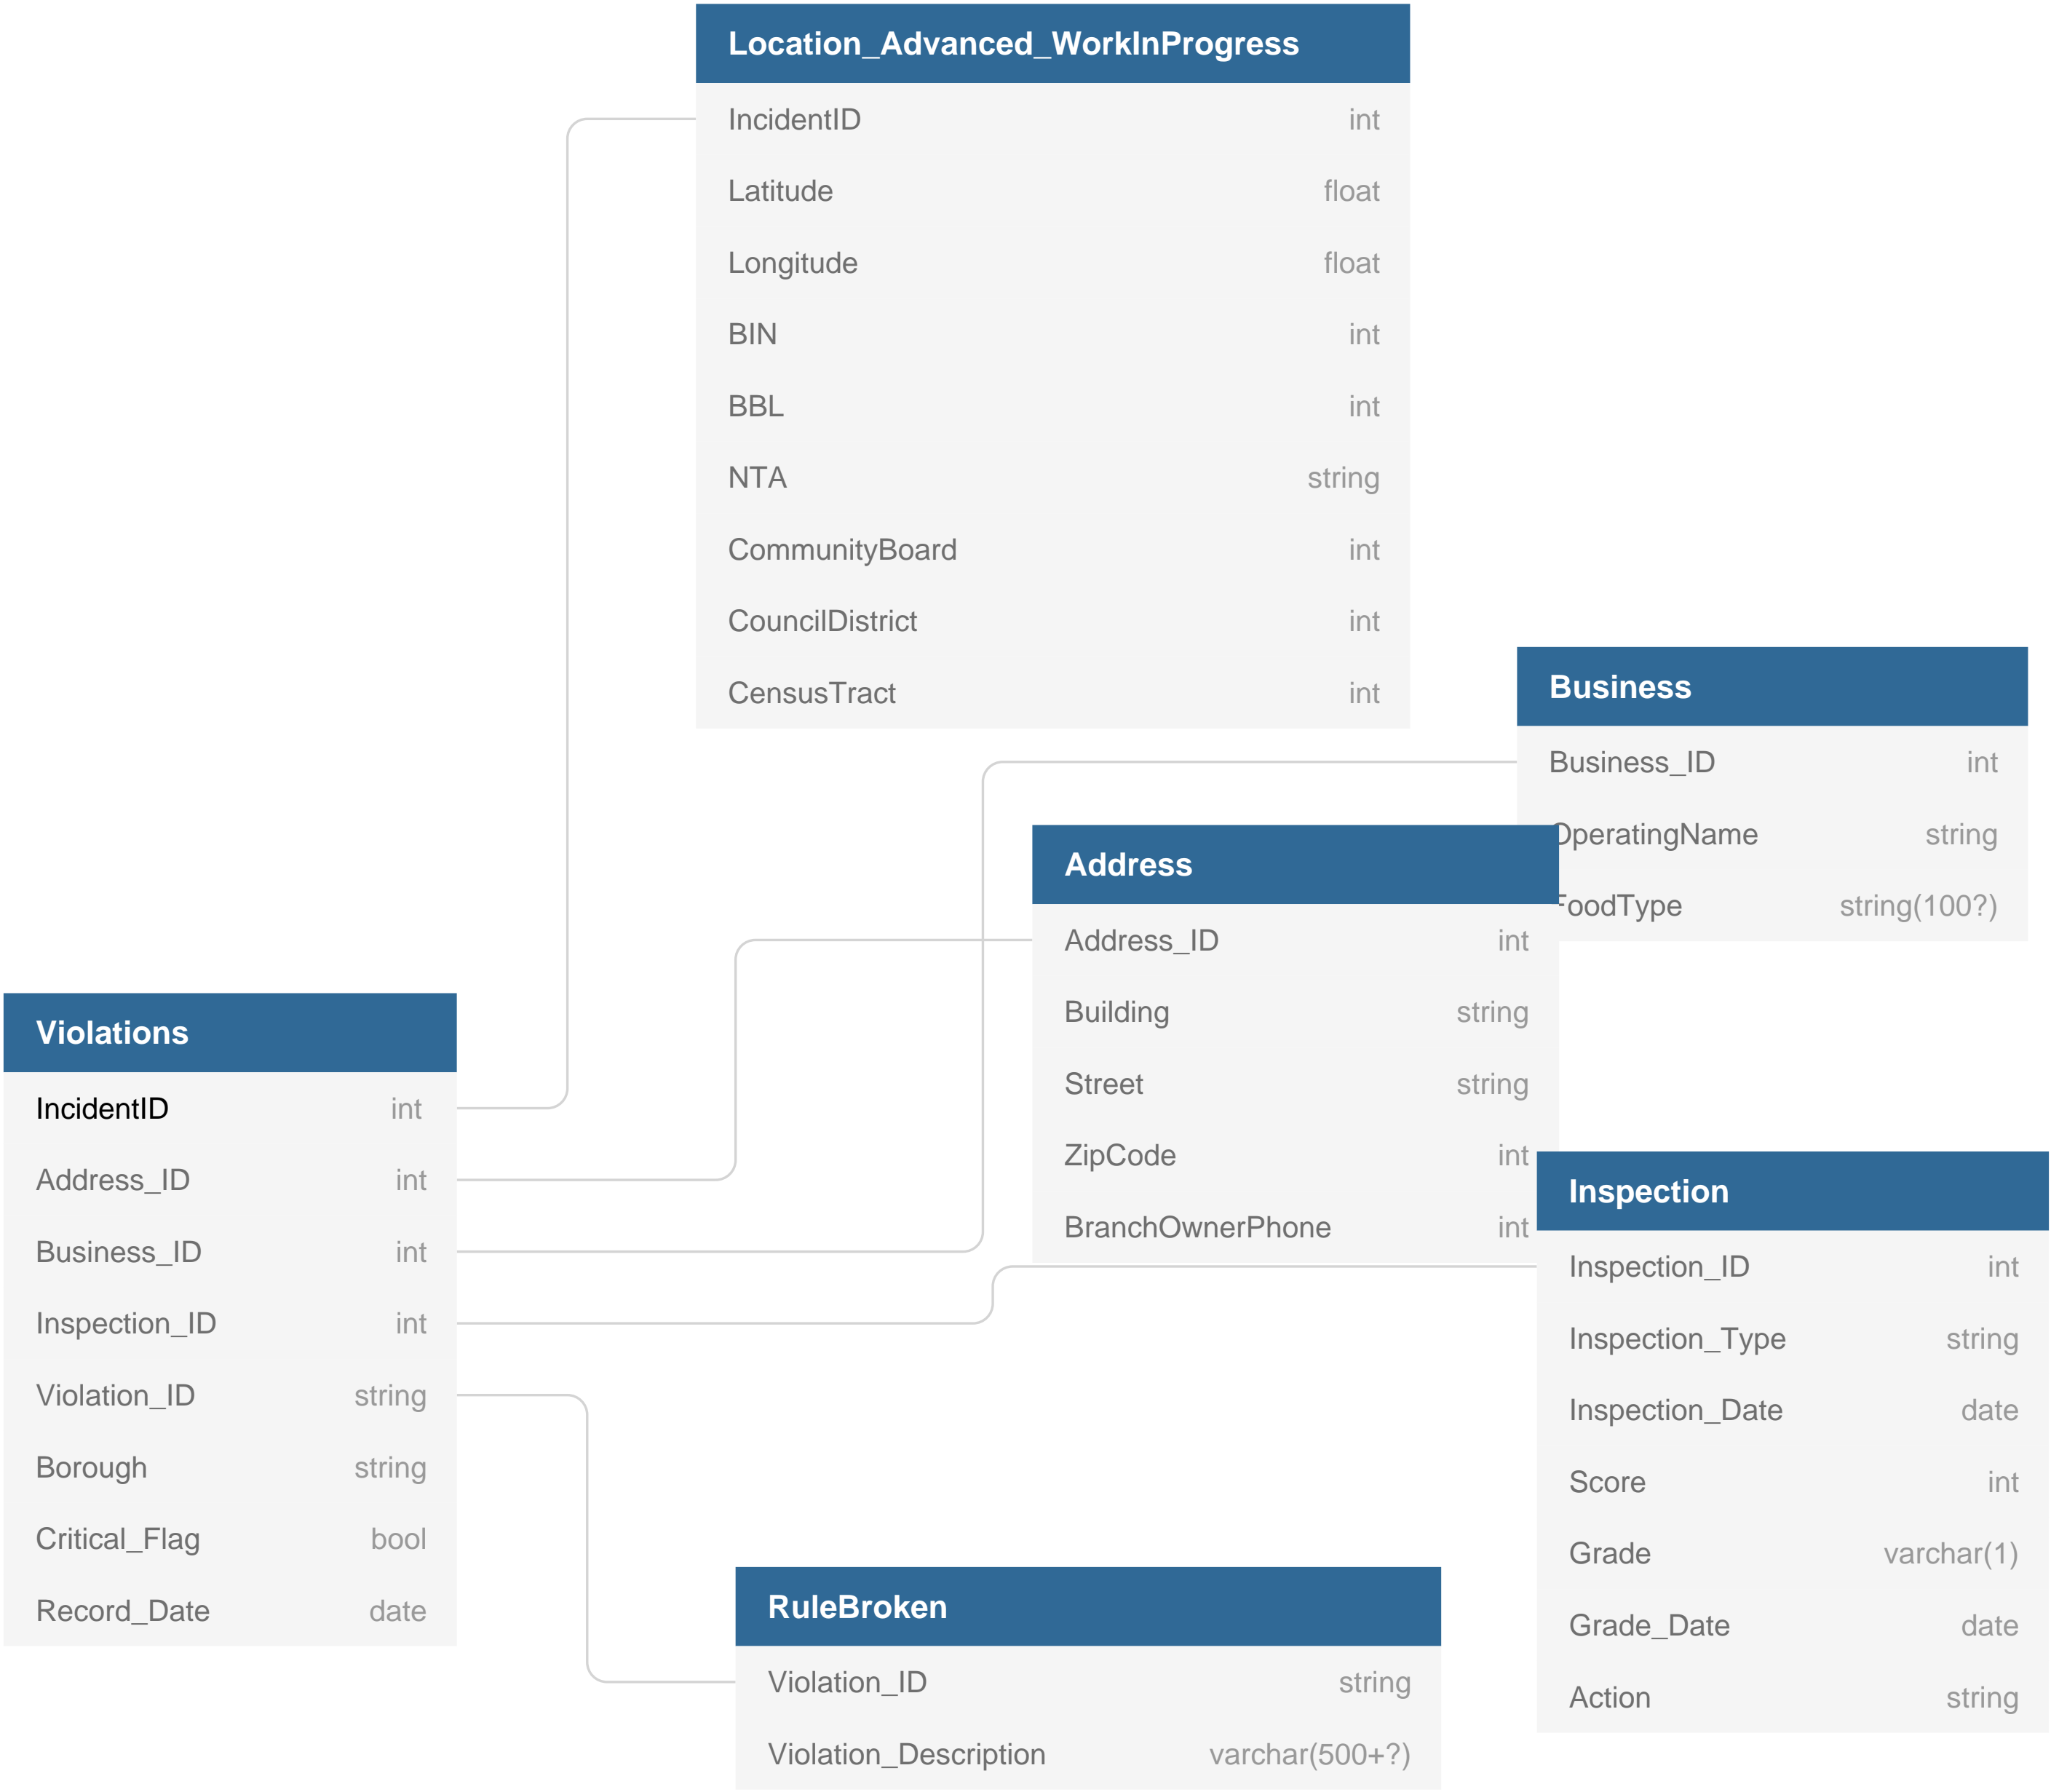 Location_Advanced_WorkInProgress
IncidentID int
Latitude float
Longitude float
BIN int
BBL int
NTA string
CommunityBoard int
CouncilDistrict int
CensusTract int
Business
Business_ID int
OperatingName string
FoodType string(100?)
Address
Address_ID int
Building string
Street string
ZipCode int
BranchOwnerPhone int
Violations
IncidentID int
Address_ID int
Business_ID int
Inspection_ID int
Violation_ID string
Borough string
Critical_Flag bool
Record_Date date
Inspection
Inspection_ID int
Inspection_Type string
Inspection_Date date
Score int
Grade varchar(1)
Grade_Date date
Action string
RuleBroken
Violation_ID string
Violation_Description varchar(500+?)